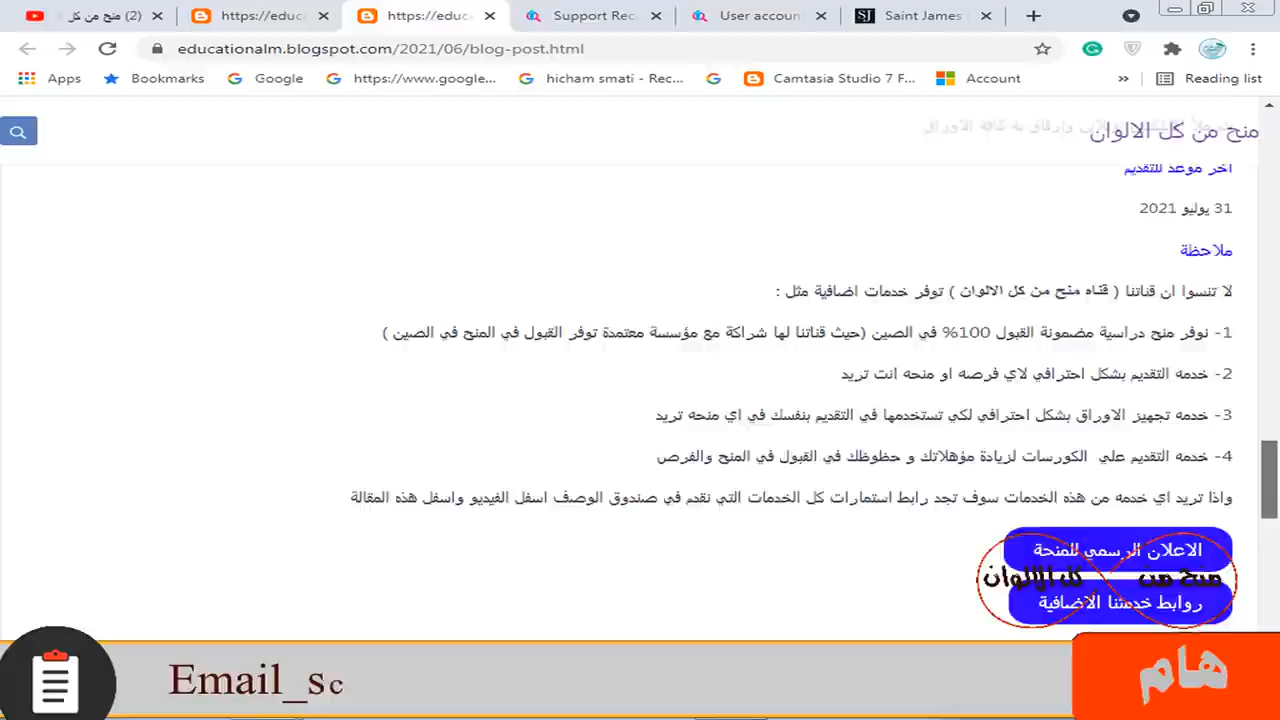 (2) منح من كل
https://educ
https://educ
Support Rec
User accoun
Saint James
educationalm.blogspot.com/2021/06/blog-post.html
Apps
Bookmarks
Google
https://www.google...
hicham smati - Rec...
Camtasia Studio 7 F...
Account
»
Reading list
منح من كل الالوان
اخر موعد للتقديم
31 يوليو 2021
ملاحظة
لا تنسوا ان قناتنا ( قناه منح من كل الالوان ) توفر خدمات اضافية مثل :
1- نوفر منح دراسية مضمونة القبول 100% في الصين (حيث قناتنا لها شراكة مع مؤسسة معتمدة توفر القبول في المنح في الصين )
2- خدمه التقديم بشكل احترافي لاي فرصه او منحه انت تريد
3- خدمه تجهيز الاوراق بشكل احترافي لكي تستخدمها في التقديم بنفسك في اي منحه تريد
4- خدمه التقديم علي الكورسات لزيادة مؤهلاتك و حظوظك في القبول في المنح والفرص
واذا تريد اي خدمه من هذه الخدمات سوف تجد رابط استمارات كل الخدمات التي نقدم في صندوق الوصف اسفل الفيديو واسفل هذه المقالة
الاعلان الرسمي للمنحة
منح من كل الالوان
روابط خدمتنا الاضافية
Email_sc
هام